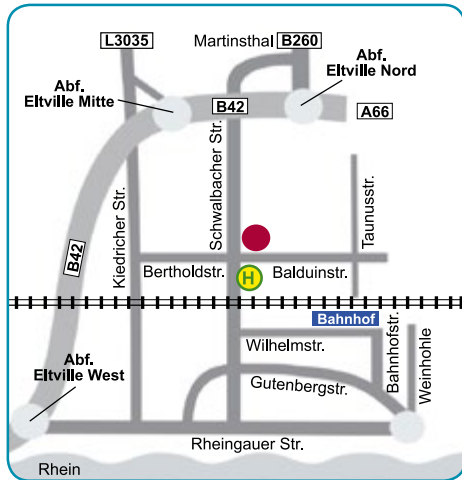 L3035
Martinsthal B260
Abf.
Eltville Mitte
Abf.
Eltville Nord
B42
A66
Kiedricher Str.
Schwalbacher Str.
Taunusstr.
B42
Bertholdstr.
H
Balduinstr.
Bahnhof
Wilhelmstr.
Bahnhofstr.
Weinhohle
Abf.
Eltville West
Gutenbergstr.
Rheingauer Str.
Rhein